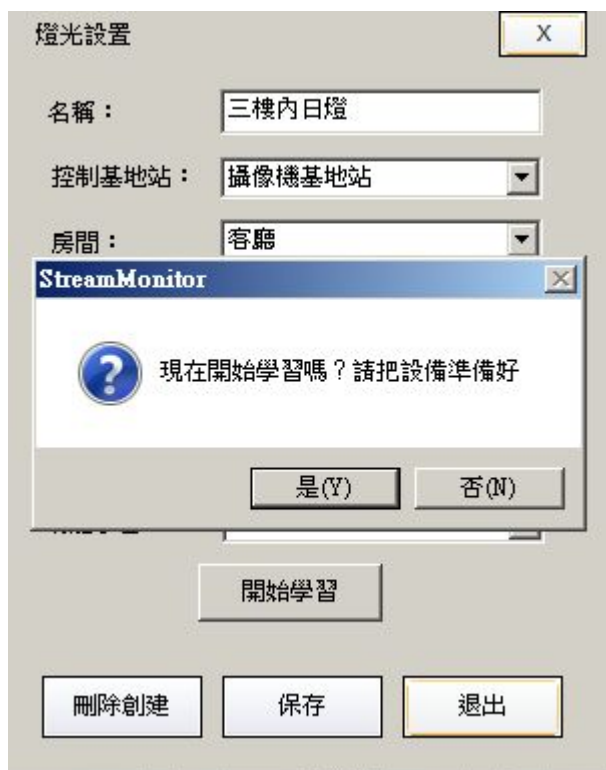 燈光設置
X
名稱：
三樓內日燈
控制基地站：
攝像機基地站
房間：
客廳
StreamMonitor
現在開始學習嗎？請把設備準備好
是(Y)
否(N)
開始學習
刪除創建
保存
退出